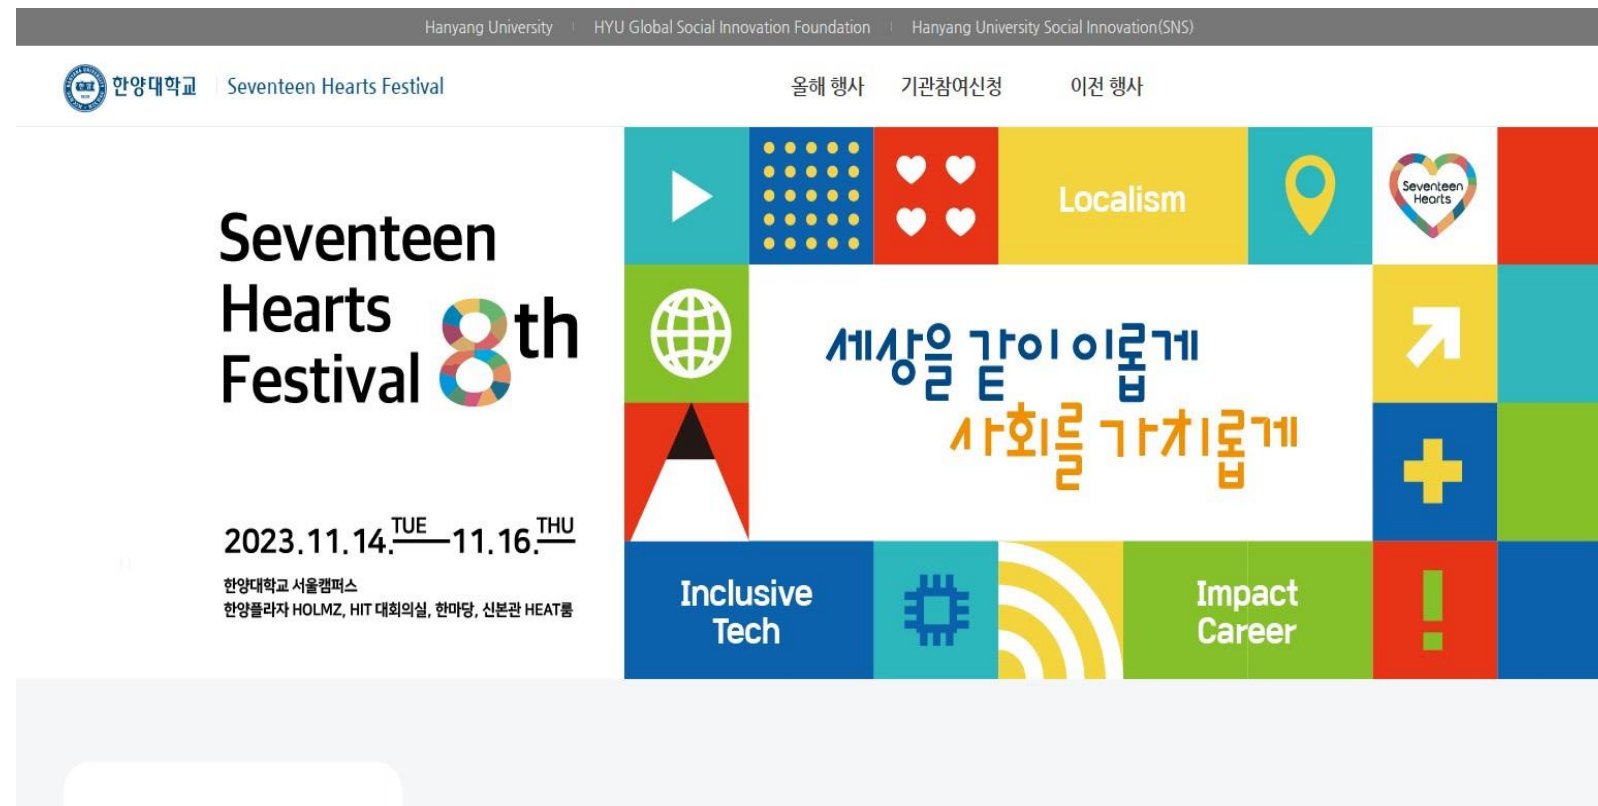 Hanyang University HYU Global Social Innovation Foundation Hanyang University Social Innovation(SNS)
한양대학교 Seventeen Hearts Festival 올해 행사 기관참여신청 이전 행사
Seventeen
Hearts
Festival 8th
2023.11.14.TUE—11.16.THU
한양대학교 서울캠퍼스
한양플라자 HOLMZ, HIT 대회의실, 한마당, 신본관 HEAT룸
Localism
Seventeen
Hearts
세상을 같이 이롭게
사회를 가치롭게
Inclusive
Tech
Impact
Career